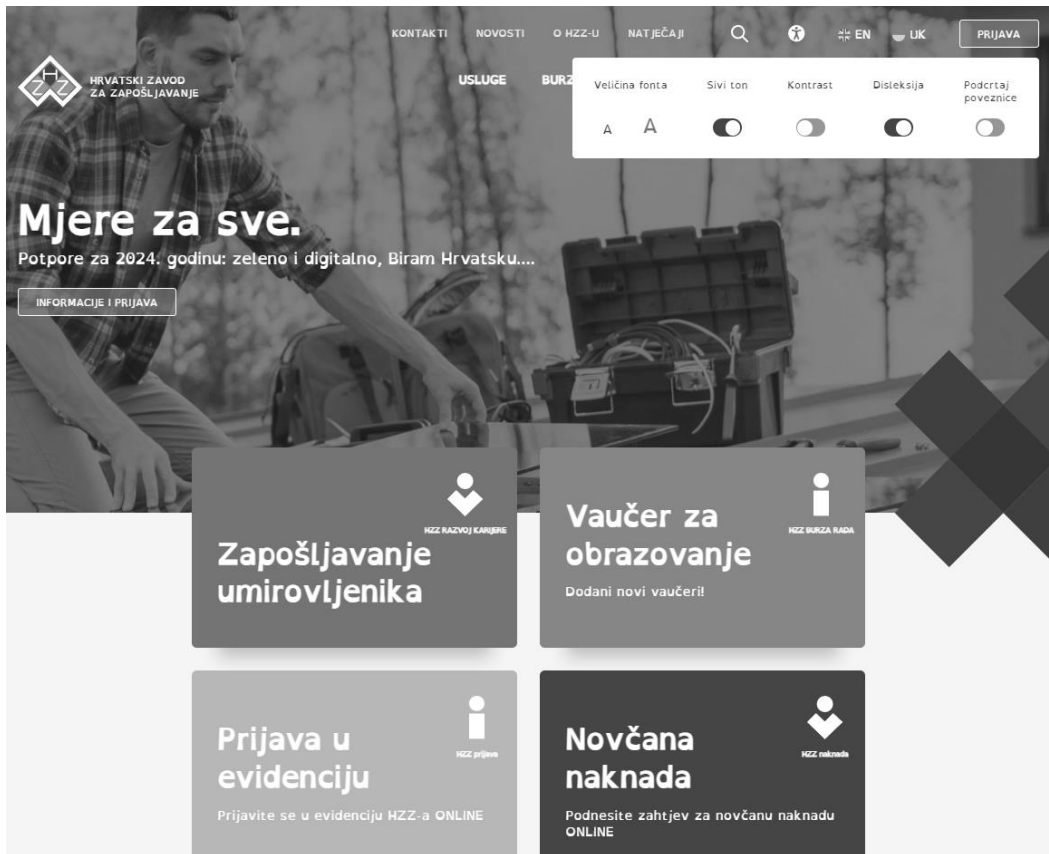 KONTAKTI NOVOSTI O HZZ-U NATJEČAJI EN UK PRIJAVA
HRVATSKI ZAVOD
ZA ZAPOŠLJAVANJE
USLUGE BURZ
Veličina fonta Sivi ton Kontrast Disleksija Podcrtaj
poveznice
A A
Mjere za sve.
Potpore za 2024. godinu: zeleno i digitalno, Biram Hrvatsku....
INFORMACIJE I PRIJAVA
HZZ RAZVOJ KARIJERE
Zapošljavanje
umirovljenika
HZZ BURZA RADA
Vaučer za
obrazovanje
Dodani novi vaučeri!
HZZ prijava
Prijava u
evidenciju
Prijavite se u evidenciju HZZ-a ONLINE
HZZ naknada
Novčana
naknada
Podnesite zahtjev za novčanu naknadu
ONLINE